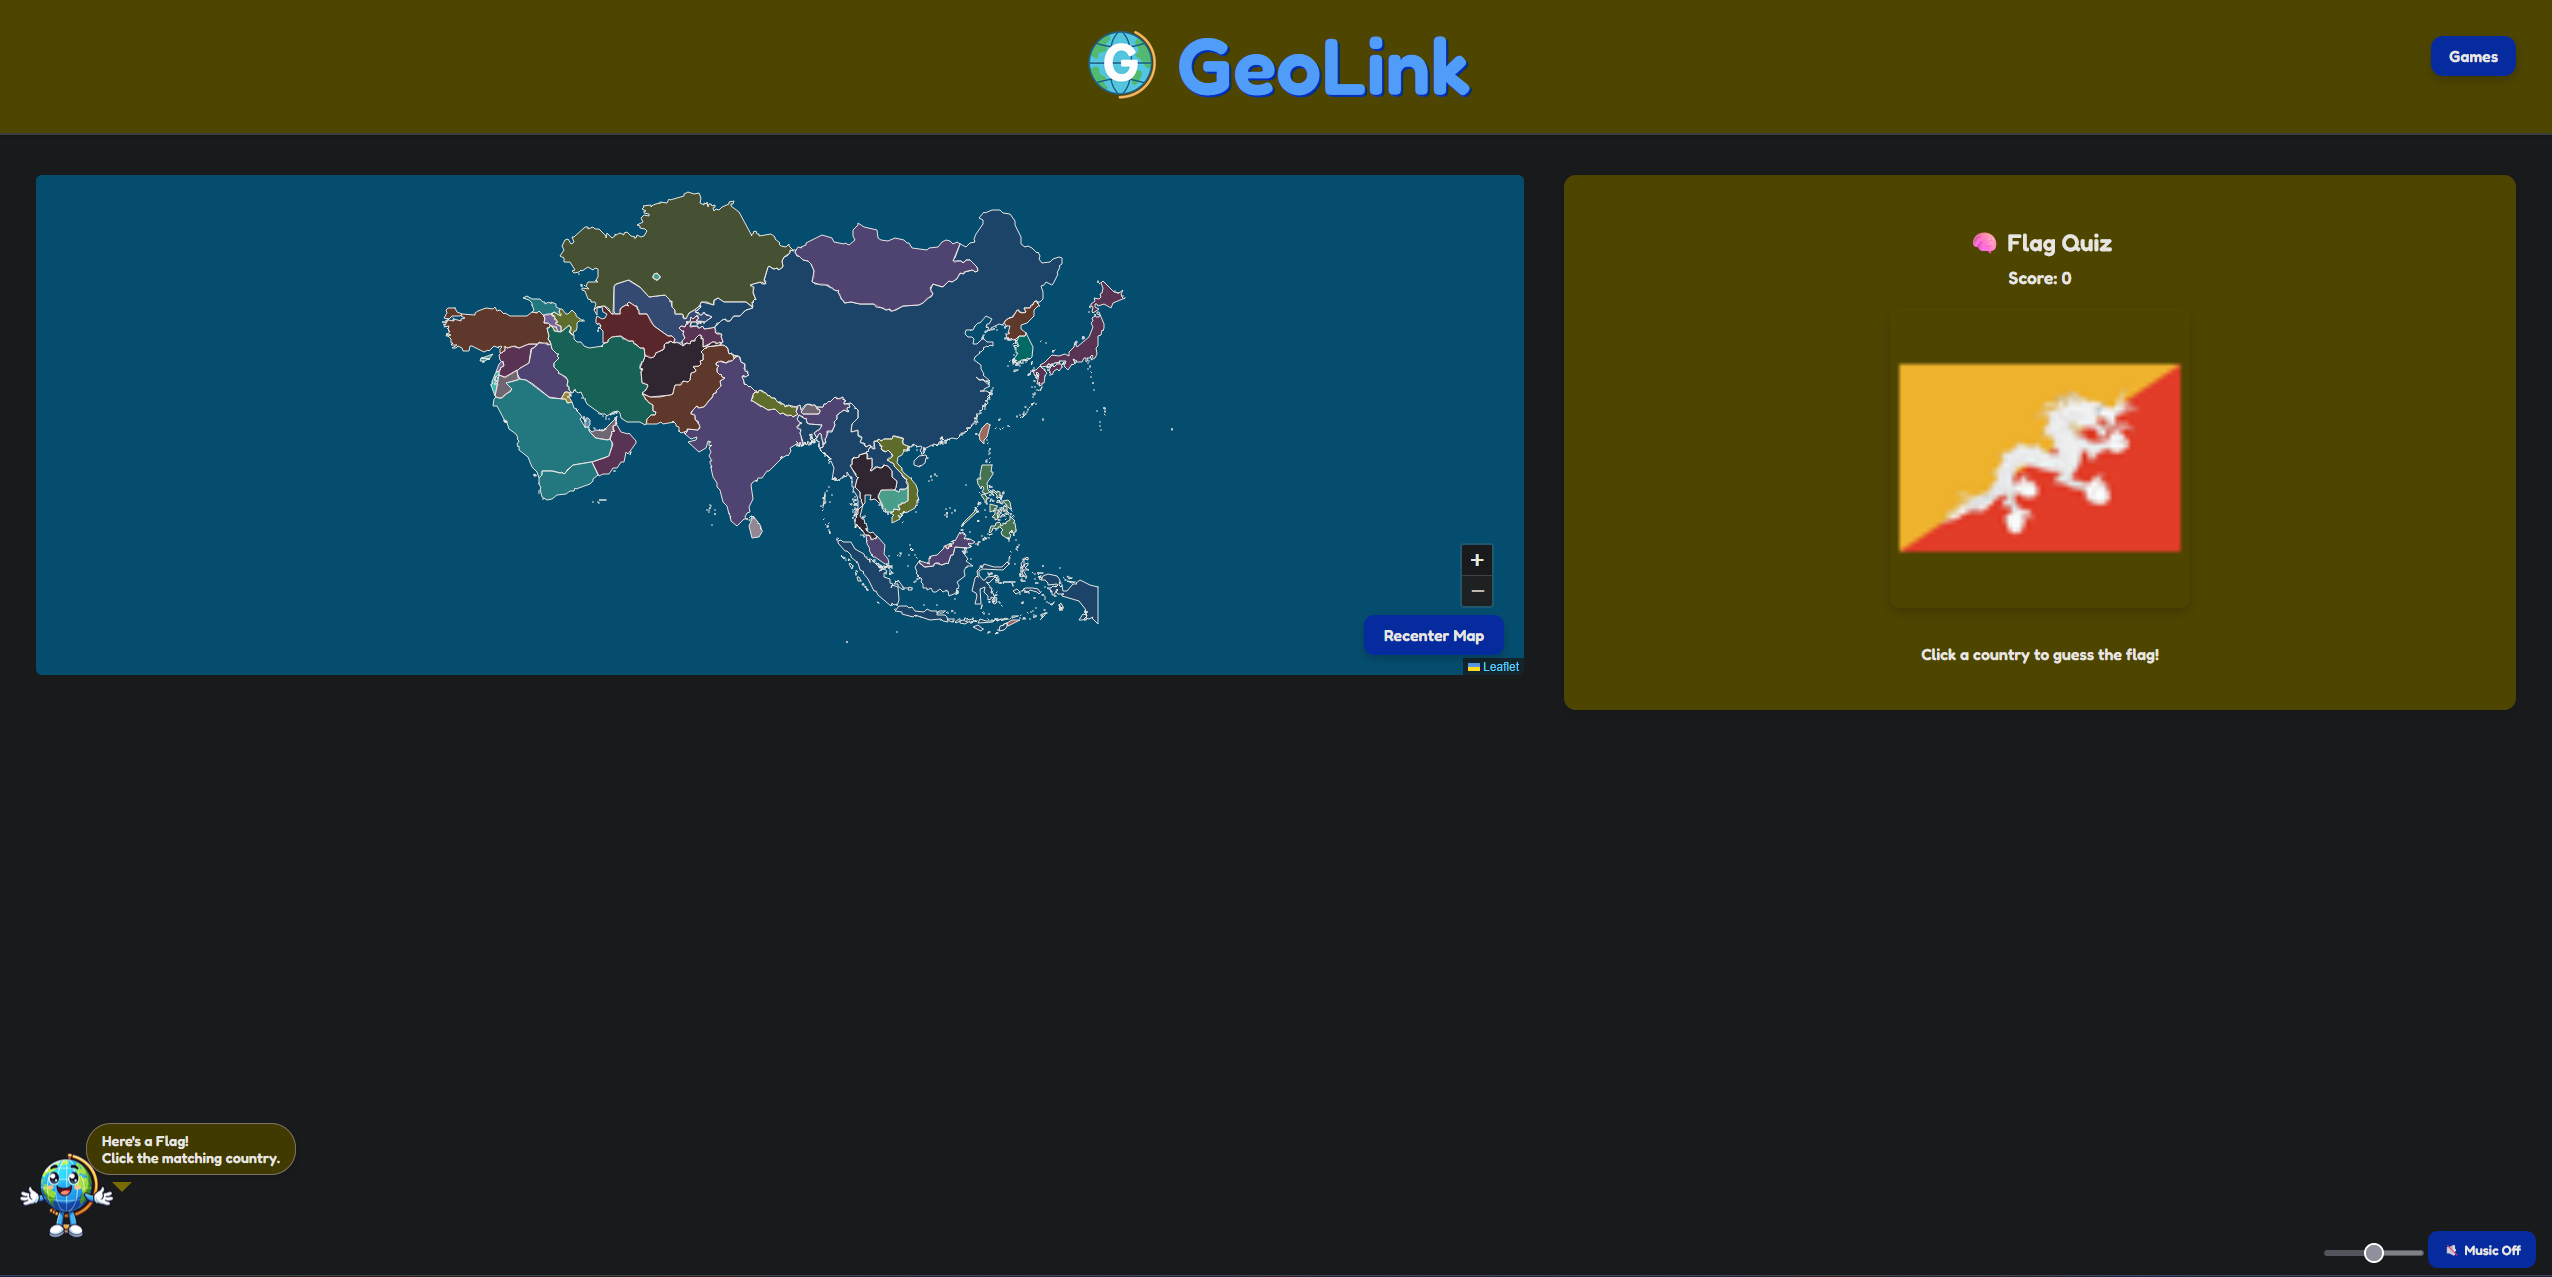 G GeoLink
Games
🧠 Flag Quiz
Score: 0
+
−
Recenter Map
Leaflet
Click a country to guess the flag!
Here's a Flag!
Click the matching country.
Music Off